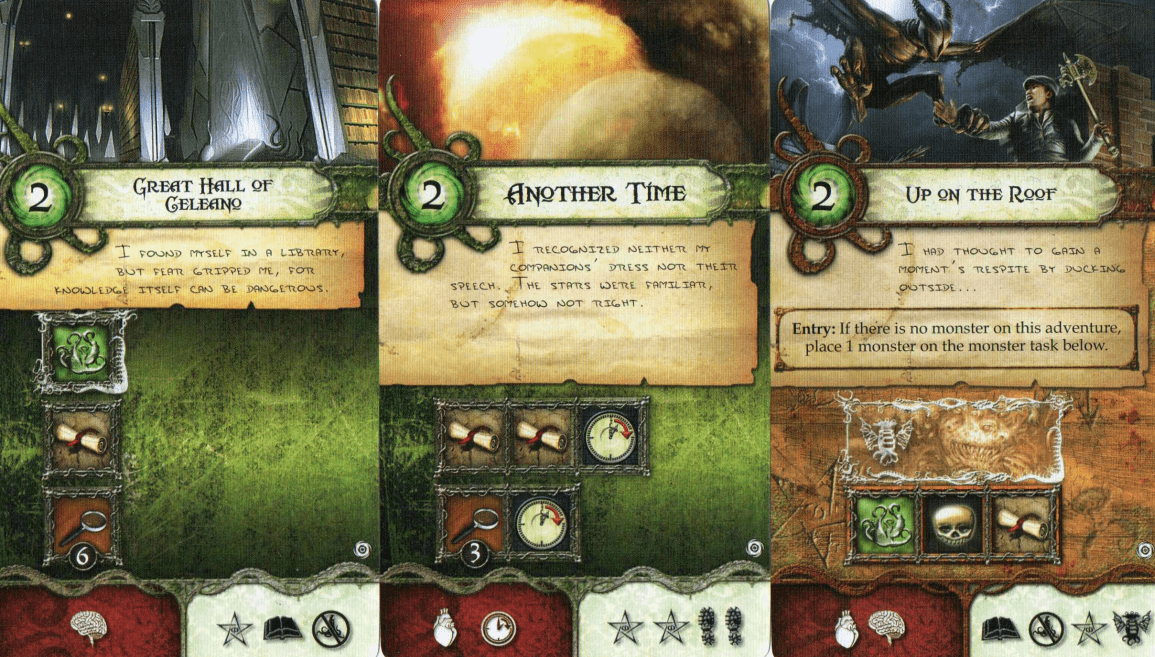 2
GREAT HALL OF
CELEANO
I FOUND MYSELF IN A LIBRARY,
BUT FEAR GRIPPED ME, FOR
KNOWLEDGE ITSELF CAN BE DANGEROUS.
6
2
ANOTHER TIME
I RECOGNIZED NEITHER MY
COMPANIONS' DRESS NOR THEIR
SPEECH. THE STARS WERE FAMILIAR,
BUT SOMEHOW NOT RIGHT.
3
2
UP ON THE ROOF
I HAD THOUGHT TO GAIN A
MOMENT'S RESPITE BY DUCKING
OUTSIDE...
Entry: If there is no monster on this adventure,
place 1 monster on the monster task below.